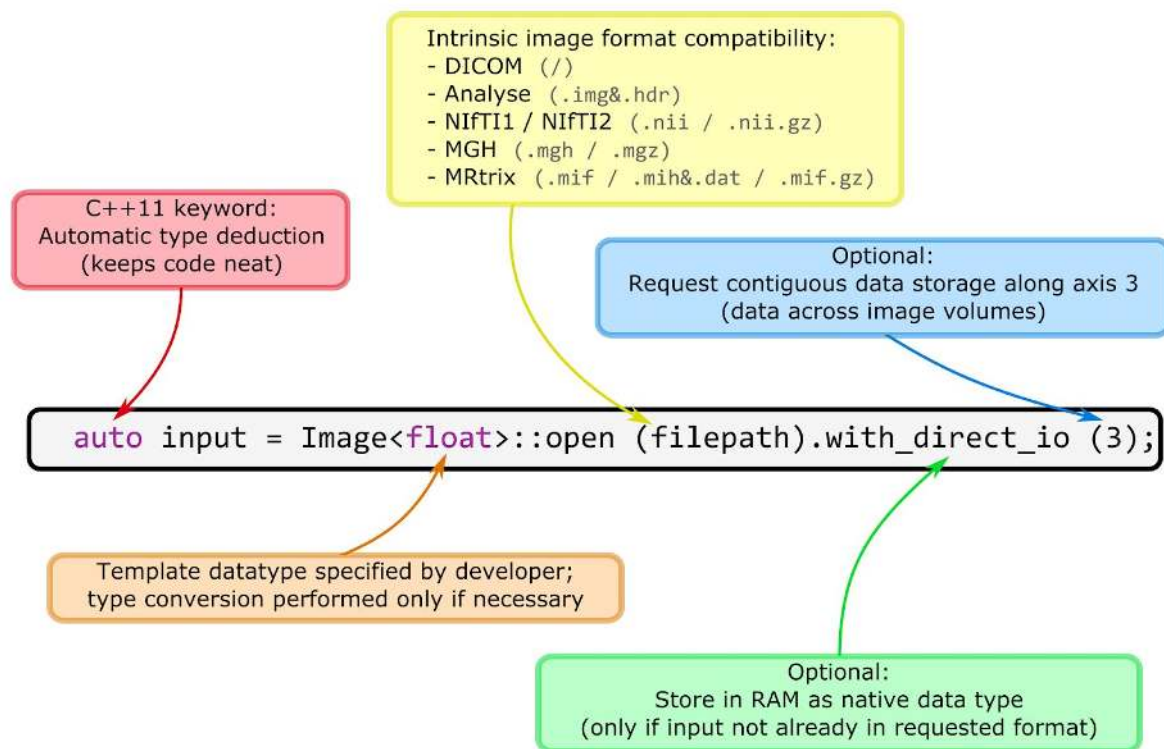 Intrinsic image format compatibility:
- DICOM (/)
- Analyse (.img&.hdr)
- NIfTI1 / NIfTI2 (.nii / .nii.gz)
- MGH (.mgh / .mgz)
- MRtrix (.mif / .mih&.dat / .mif.gz)
C++11 keyword:
Automatic type deduction
(keeps code neat)
Optional:
Request contiguous data storage along axis 3
(data across image volumes)
auto input = Image<float>::open (filepath).with_direct_io (3);
Template datatype specified by developer;
type conversion performed only if necessary
Optional:
Store in RAM as native data type
(only if input not already in requested format)